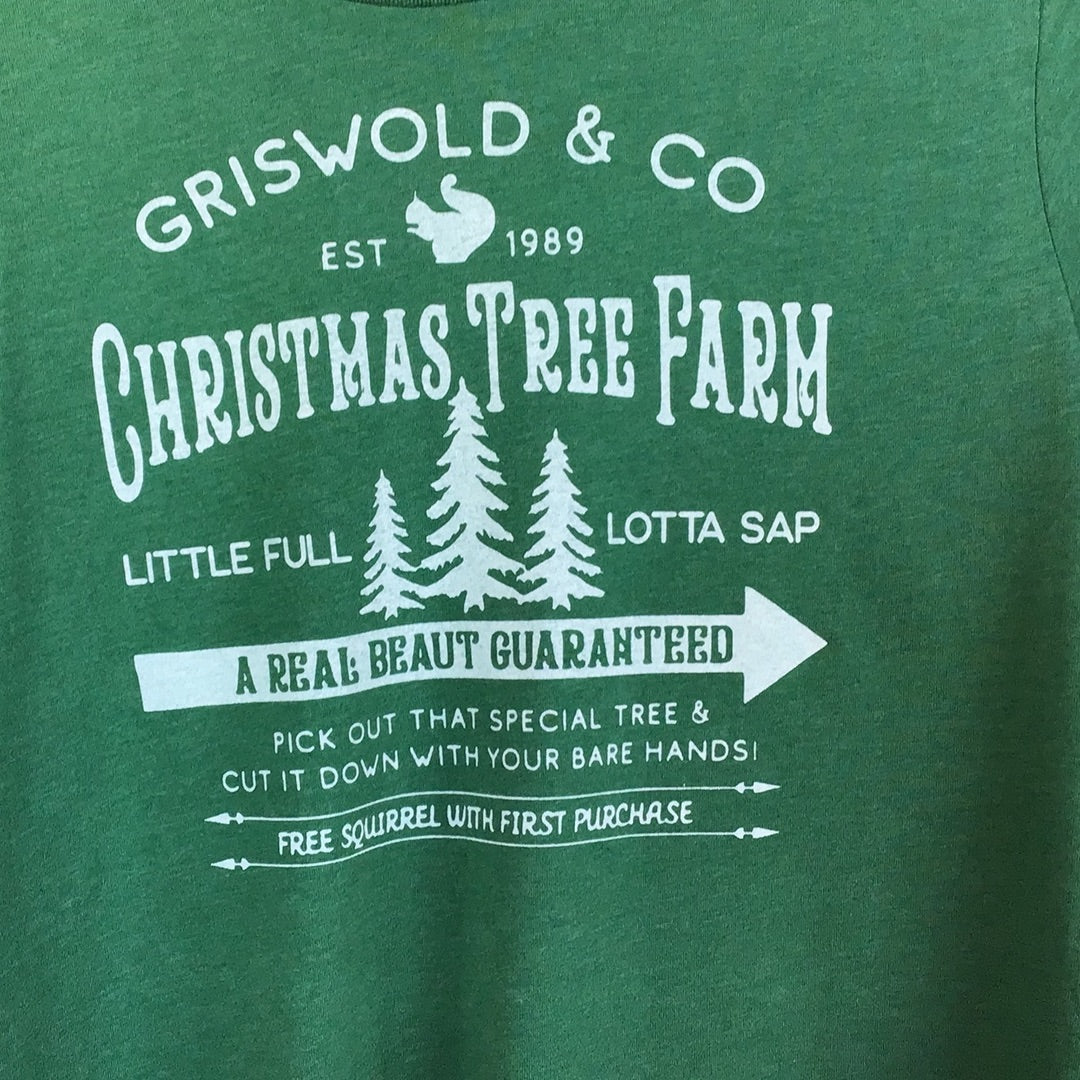 GRISWOLD & CO
EST 1989
CHRISTMAS TREE FARM
LITTLE FULL LOTTA SAP
A REAL BEAUT GUARANTEED
PICK OUT THAT SPECIAL TREE &
CUT IT DOWN WITH YOUR BARE HANDS!
FREE SQUIRREL WITH FIRST PURCHASE